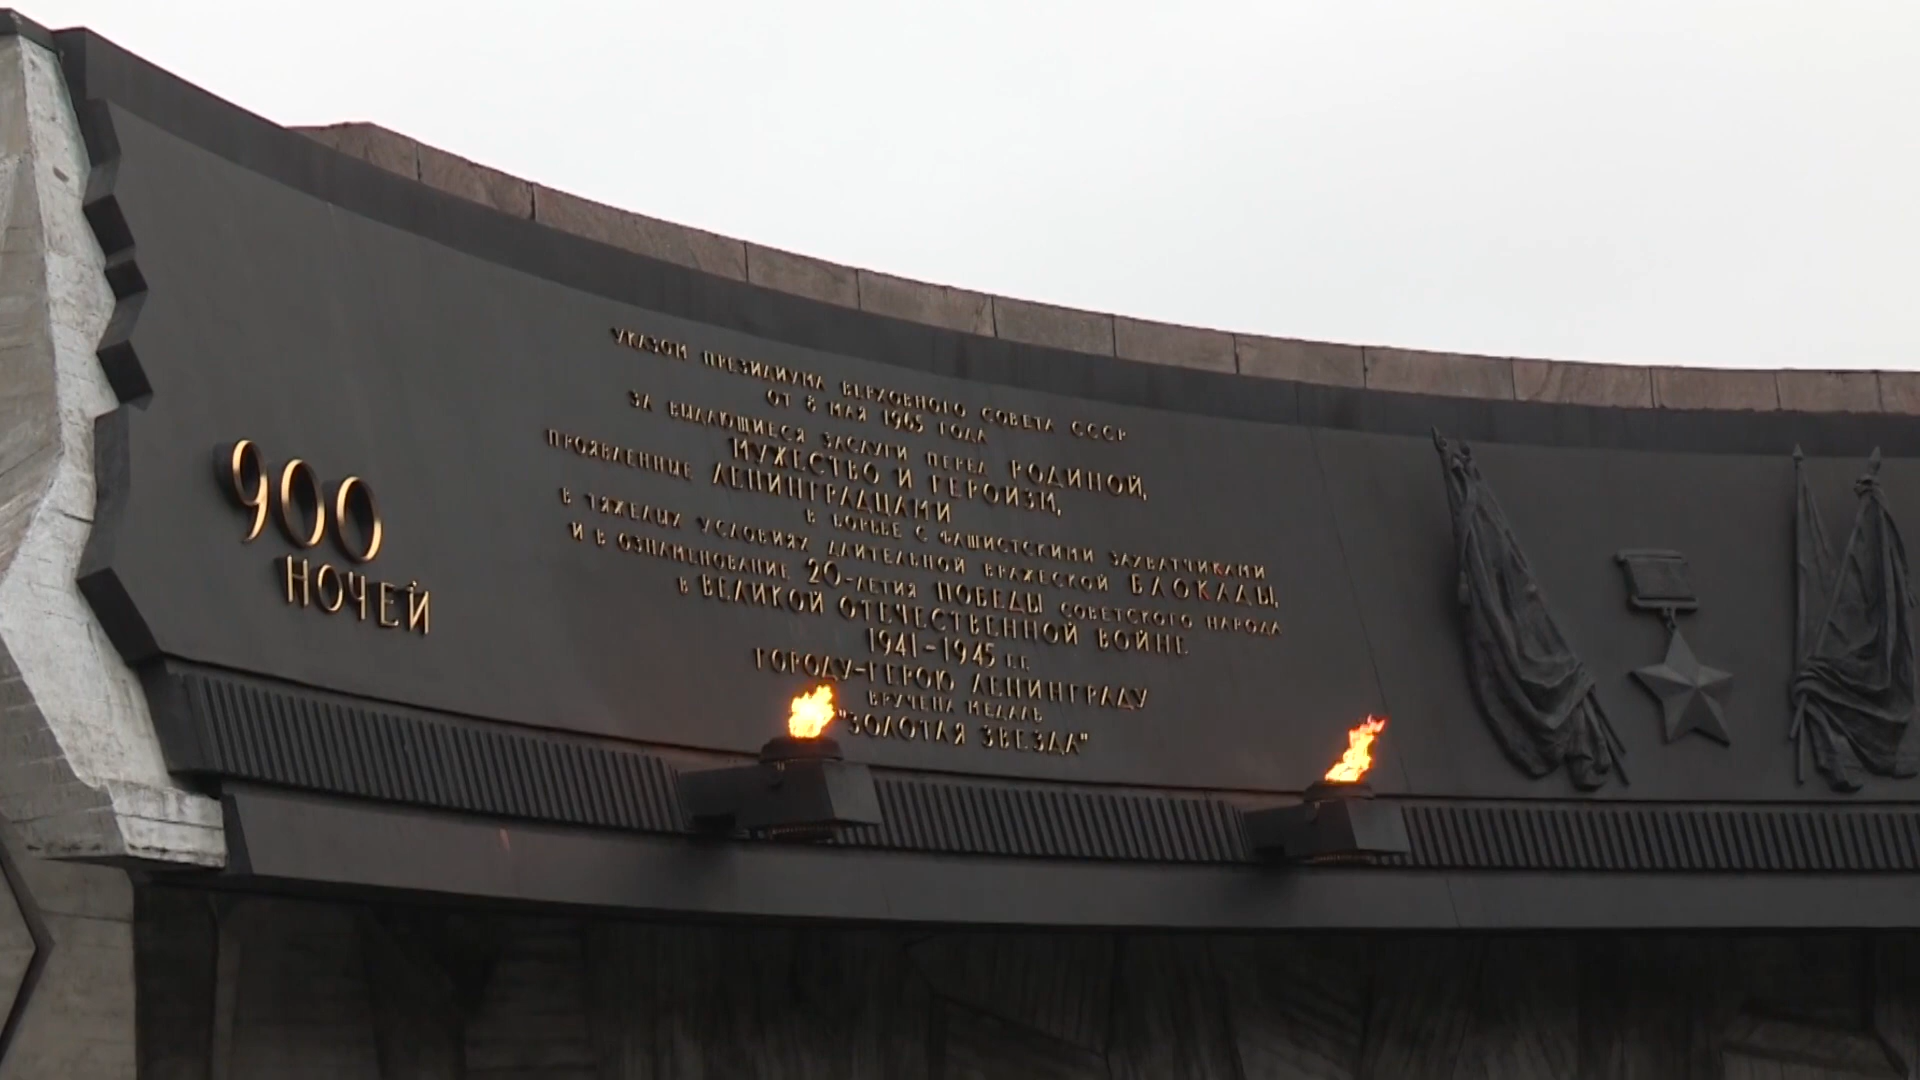 900
НОЧЕЙ
УКАЗОМ ПРЕЗИДИУМА ВЕРХОВНОГО СОВЕТА СССР
ОТ 8 МАЯ 1965 ГОДА
ЗА ВЫДАЮЩИЕСЯ ЗАСЛУГИ ПЕРЕД РОДИНОЙ,
МУЖЕСТВО И ГЕРОИЗМ,
ПРОЯВЛЕННЫЕ ЛЕНИНГРАДЦАМИ
В БОРЬБЕ С ФАШИСТСКИМИ ЗАХВАТЧИКАМИ
В ТЯЖЕЛЫХ УСЛОВИЯХ ДЛИТЕЛЬНОЙ ВРАЖЕСКОЙ БЛОКАДЫ,
И В ОЗНАМЕНОВАНИЕ 20-ЛЕТИЯ ПОБЕДЫ СОВЕТСКОГО НАРОДА
В ВЕЛИКОЙ ОТЕЧЕСТВЕННОЙ ВОЙНЕ
1941-1945 Г.Г.
ГОРОДУ-ГЕРОЮ ЛЕНИНГРАДУ
ВРУЧЕНА МЕДАЛЬ
"ЗОЛОТАЯ ЗВЕЗДА"